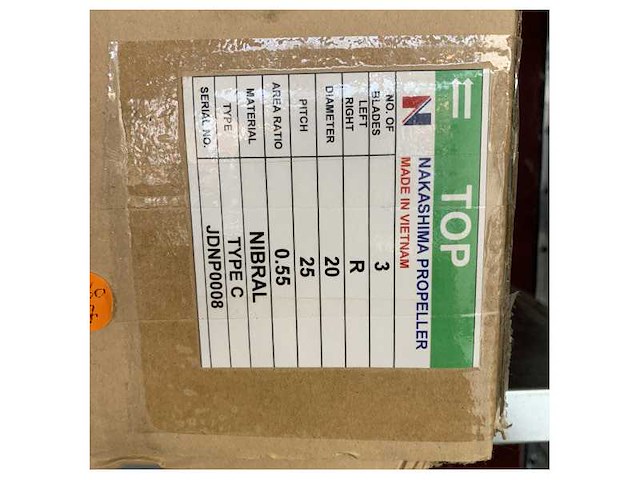 TOP
NAKASHIMA PROPELLER
MADE IN VIETNAM
NO. OF BLADES 3
LEFT RIGHT R
DIAMETER 20
PITCH 25
AREA RATIO 0.55
MATERIAL NIBRAL
TYPE TYPE C
SERIAL NO. JDNP0008